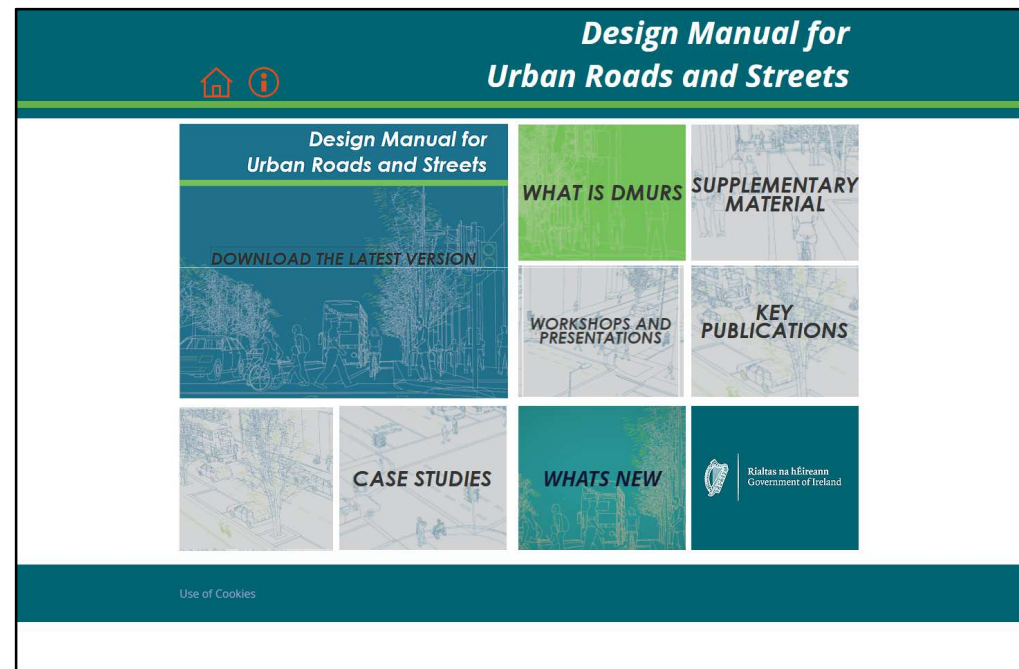 Design Manual for
Urban Roads and Streets
Design Manual for
Urban Roads and Streets
DOWNLOAD THE LATEST VERSION
WHAT IS DMURS
SUPPLEMENTARY
MATERIAL
WORKSHOPS AND
PRESENTATIONS
KEY
PUBLICATIONS
CASE STUDIES
WHATS NEW
Rialtas na hÉireann
Government of Ireland
Use of Cookies